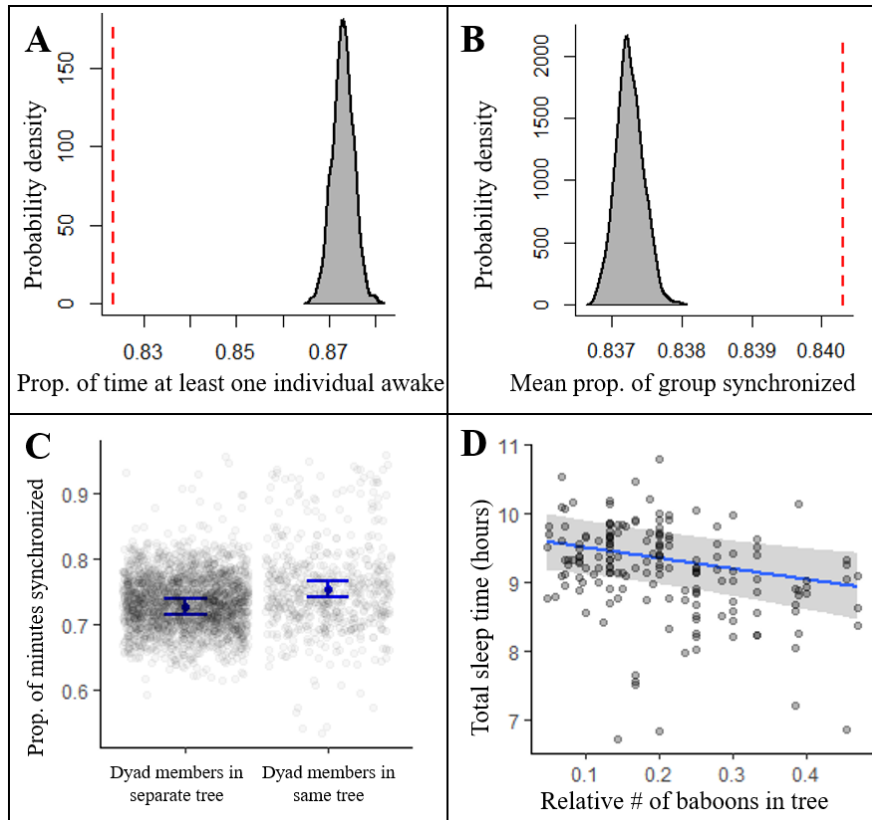 A
Probability density
150
100
50
0
0.83
0.85
0.87
Prop. of time at least one individual awake
B
Probability density
2000
1500
1000
500
0
0.837
0.838
0.839
0.840
Mean prop. of group synchronized
C
Prop. of minutes synchronized
0.9
0.8
0.7
0.6
Dyad members in
separate tree
Dyad members in
same tree
D
Total sleep time (hours)
11
10
9
8
7
0.1
0.2
0.3
0.4
Relative # of baboons in tree